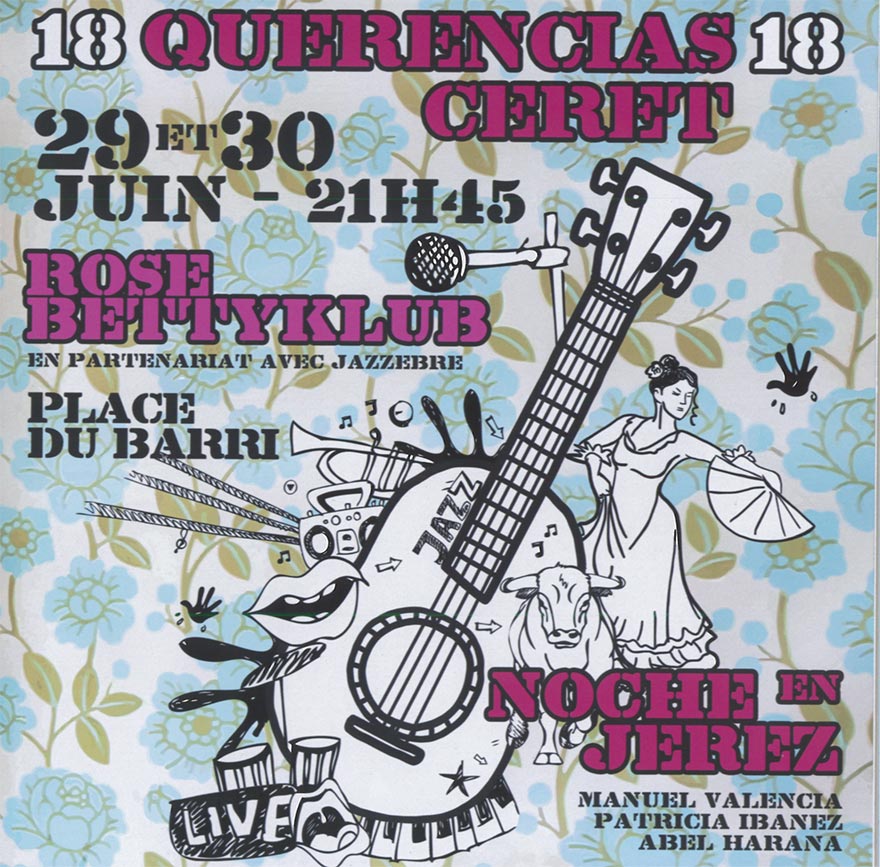 18 QUERENCIAS 18
CERET
29 ET 30
JUIN - 21H45
ROSE
BETTYKLUB
EN PARTENARIAT AVEC JAZZEBRE
PLACE
DU BARRI
JAZZ
NOCHE EN
JEREZ
MANUEL VALENCIA
PATRICIA IBANEZ
ABEL HARANA
LIVE